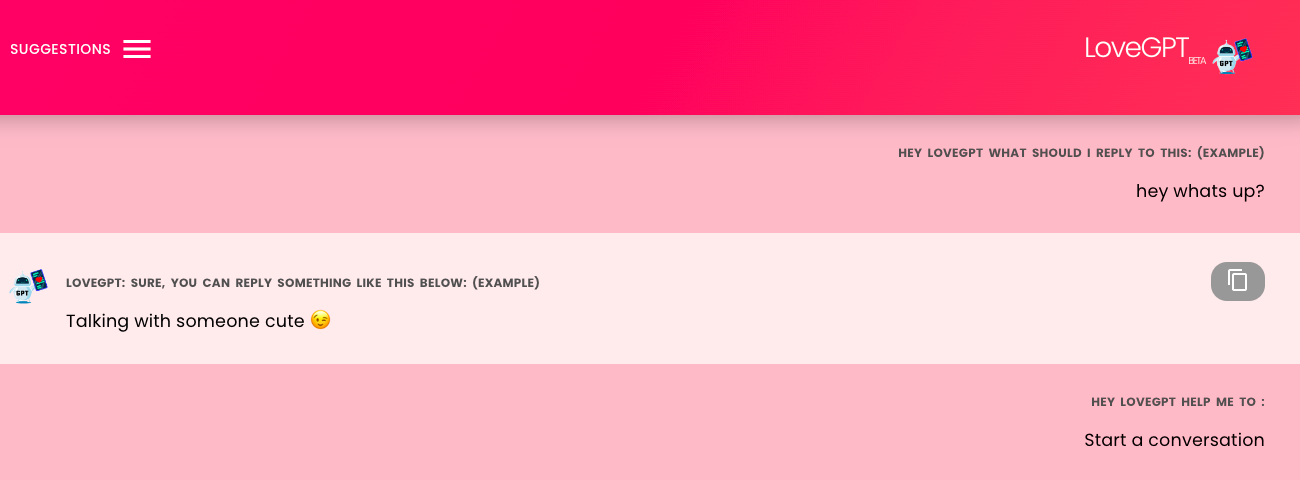 SUGGESTIONS
LoveGPT
BETA
GPT
HEY LOVEGPT WHAT SHOULD I REPLY TO THIS: (EXAMPLE)
hey whats up?
GPT
LOVEGPT: SURE, YOU CAN REPLY SOMETHING LIKE THIS BELOW: (EXAMPLE)
Talking with someone cute 😉
HEY LOVEGPT HELP ME TO :
Start a conversation